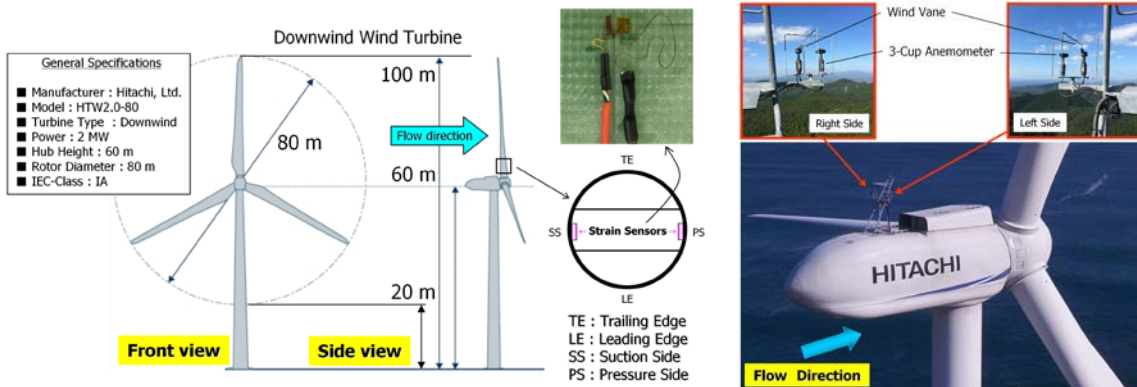 General Specifications
■ Manufacturer : Hitachi, Ltd.
■ Model : HTW2.0-80
■ Turbine Type : Downwind
■ Power : 2 MW
■ Hub Height : 60 m
■ Rotor Diameter : 80 m
■ IEC-Class : IA
Downwind Wind Turbine
100 m
80 m
Flow direction
60 m
20 m
Front view
Side view
TE
SS
Strain Sensors
PS
LE
TE : Trailing Edge
LE : Leading Edge
SS : Suction Side
PS : Pressure Side
Wind Vane
3-Cup Anemometer
Right Side
Left Side
HITACHI
Flow Direction